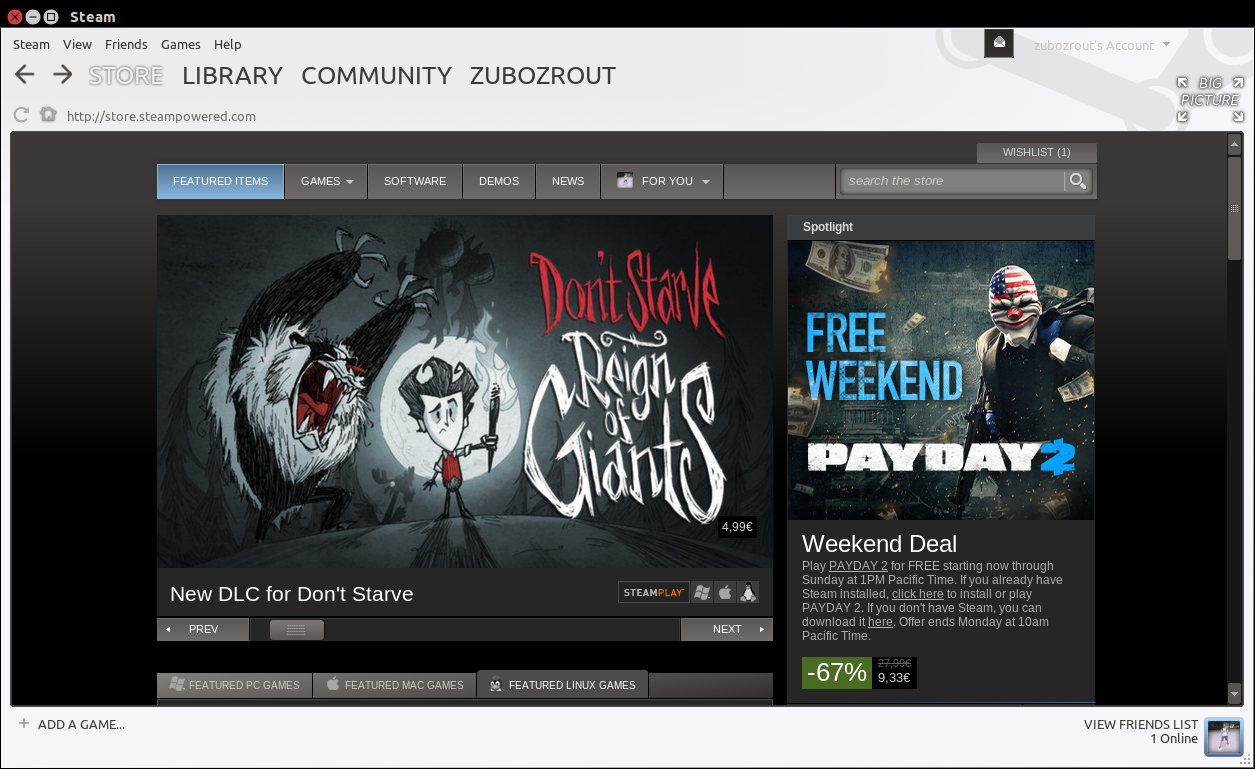 Steam
Steam View Friends Games Help
zubozrout's Account
STORE LIBRARY COMMUNITY ZUBOZROUT
BIG
PICTURE
http://store.steampowered.com
WISHLIST (1)
FEATURED ITEMS GAMES SOFTWARE DEMOS NEWS FOR YOU search the store
Don't Starve
Reign
of
Giants
4,99€
New DLC for Don't Starve
STEAMPLAY™
PREV NEXT
FEATURED PC GAMES FEATURED MAC GAMES FEATURED LINUX GAMES
Spotlight
FREE
WEEKEND
PAYDAY 2
Weekend Deal
Play PAYDAY 2 for FREE starting now through
Sunday at 1PM Pacific Time. If you already have
Steam installed, click here to install or play
PAYDAY 2. If you don't have Steam, you can
download it here. Offer ends Monday at 10am
Pacific Time.
-67% 27,99€
9,33€
ADD A GAME...
VIEW FRIENDS LIST
1 Online